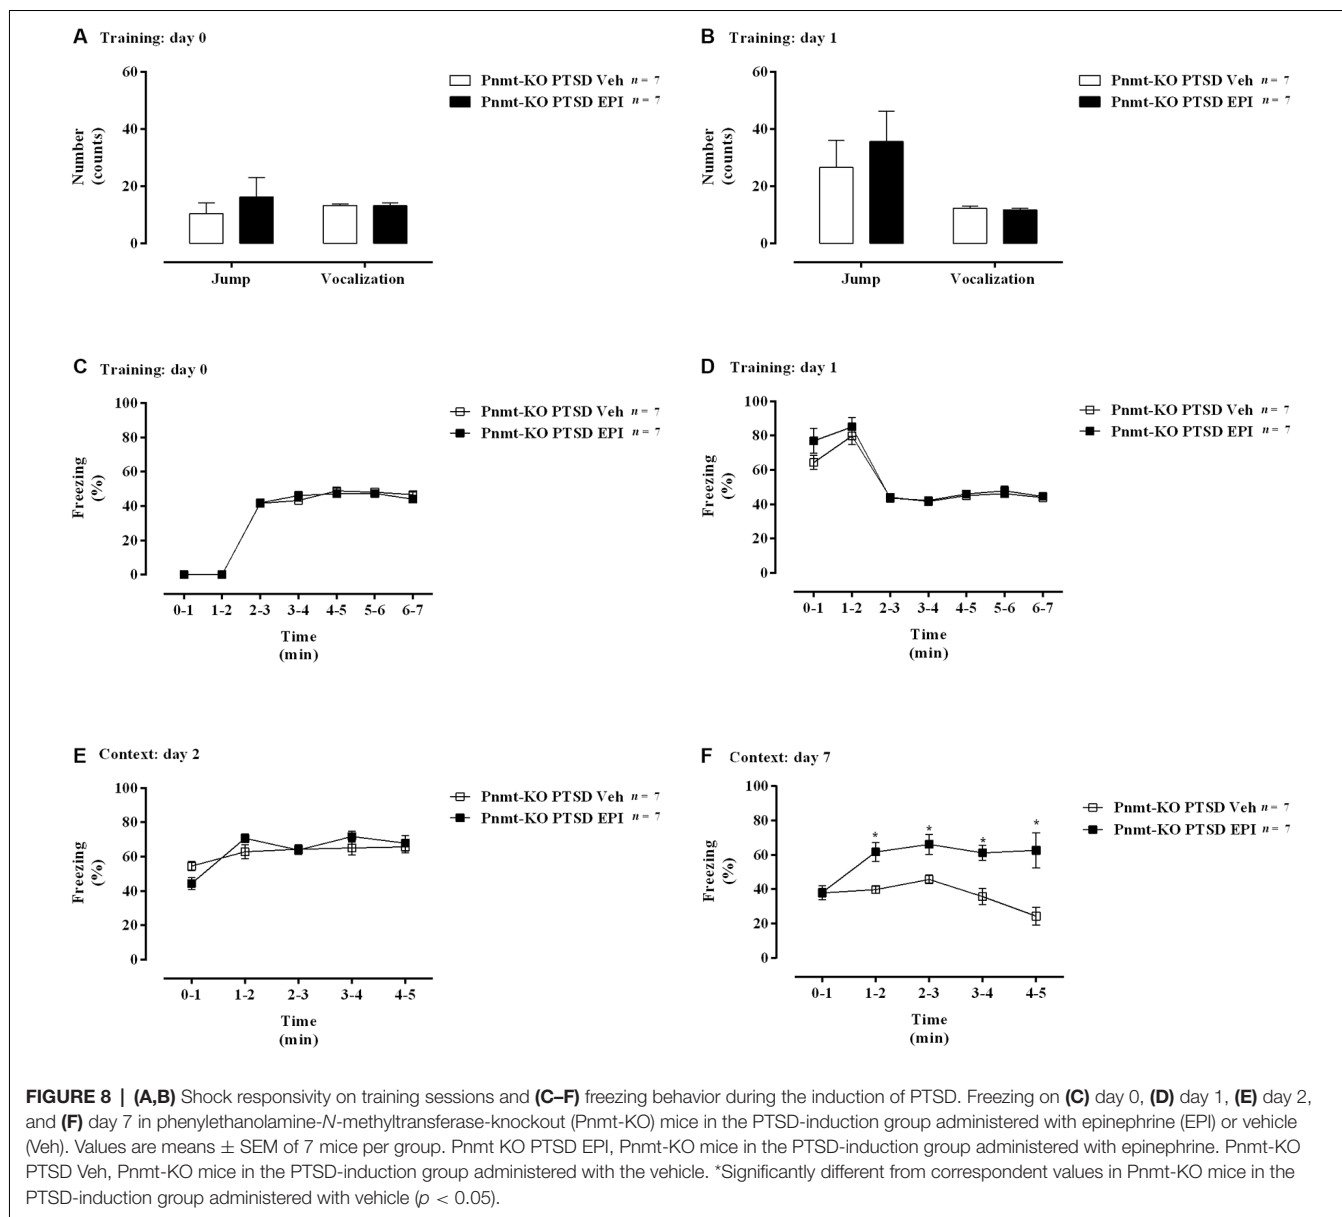 A Training: day 0
60
40
20
0
Number
(counts)
Jump
Vocalization
Pnmt-KO PTSD Veh n = 7
Pnmt-KO PTSD EPI n = 7
B Training: day 1
60
40
20
0
Number
(counts)
Jump
Vocalization
Pnmt-KO PTSD Veh n = 7
Pnmt-KO PTSD EPI n = 7
C Training: day 0
100
80
60
40
20
0
Freezing
(%)
0-1 1-2 2-3 3-4 4-5 5-6 6-7
Time
(min)
Pnmt-KO PTSD Veh n = 7
Pnmt-KO PTSD EPI n = 7
D Training: day 1
100
80
60
40
20
0
Freezing
(%)
0-1 1-2 2-3 3-4 4-5 5-6 6-7
Time
(min)
Pnmt-KO PTSD Veh n = 7
Pnmt-KO PTSD EPI n = 7
E Context: day 2
100
80
60
40
20
0
Freezing
(%)
0-1 1-2 2-3 3-4 4-5
Time
(min)
Pnmt-KO PTSD Veh n = 7
Pnmt-KO PTSD EPI n = 7
F Context: day 7
100
80
60
40
20
0
Freezing
(%)
* * * *
0-1 1-2 2-3 3-4 4-5
Time
(min)
Pnmt-KO PTSD Veh n = 7
Pnmt-KO PTSD EPI n = 7
FIGURE 8 | (A,B) Shock responsivity on training sessions and (C–F) freezing behavior during the induction of PTSD. Freezing on (C) day 0, (D) day 1, (E) day 2,
and (F) day 7 in phenylethanolamine-N-methyltransferase-knockout (Pnmt-KO) mice in the PTSD-induction group administered with epinephrine (EPI) or vehicle
(Veh). Values are means ± SEM of 7 mice per group. Pnmt KO PTSD EPI, Pnmt-KO mice in the PTSD-induction group administered with epinephrine. Pnmt-KO
PTSD Veh, Pnmt-KO mice in the PTSD-induction group administered with the vehicle. *Significantly different from correspondent values in Pnmt-KO mice in the
PTSD-induction group administered with vehicle (p < 0.05).